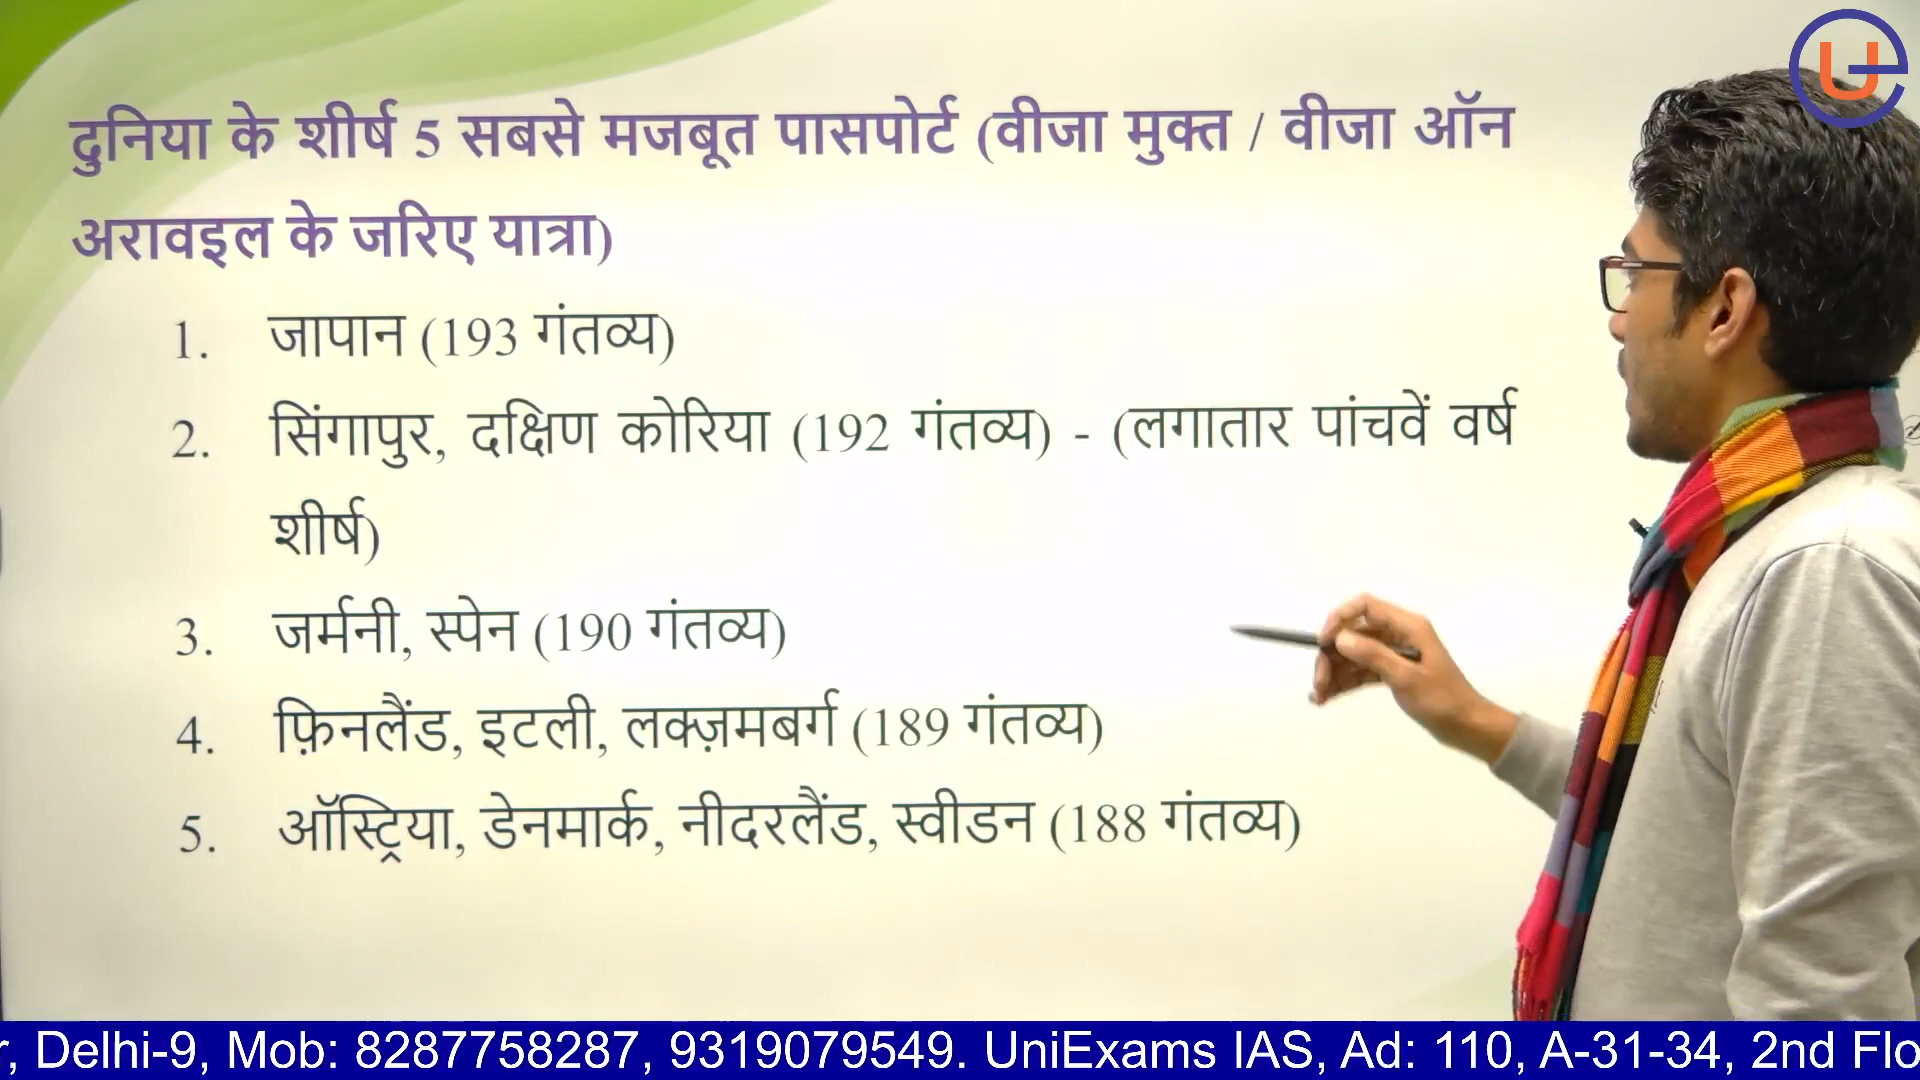 दुनिया के शीर्ष 5 सबसे मजबूत पासपोर्ट (वीजा मुक्त / वीजा ऑन
अरावइल के जरिए यात्रा)
1. जापान (193 गंतव्य)
2. सिंगापुर, दक्षिण कोरिया (192 गंतव्य) - (लगातार पांचवें वर्ष
शीर्ष)
3. जर्मनी, स्पेन (190 गंतव्य)
4. फ़िनलैंड, इटली, लक्ज़मबर्ग (189 गंतव्य)
5. ऑस्ट्रिया, डेनमार्क, नीदरलैंड, स्वीडन (188 गंतव्य)
r, Delhi-9, Mob: 8287758287, 9319079549. UniExams IAS, Ad: 110, A-31-34, 2nd Flo